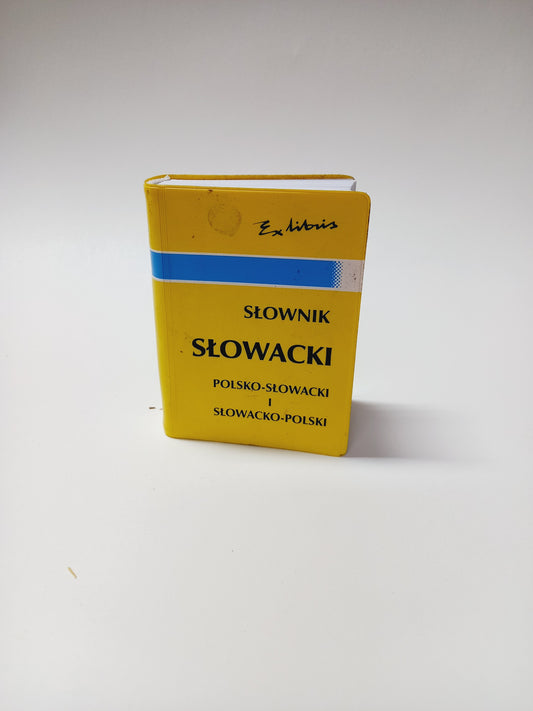 Ex libris
SŁOWNIK
SŁOWACKI
POLSKO-SŁOWACKI
I
SŁOWACKO-POLSKI